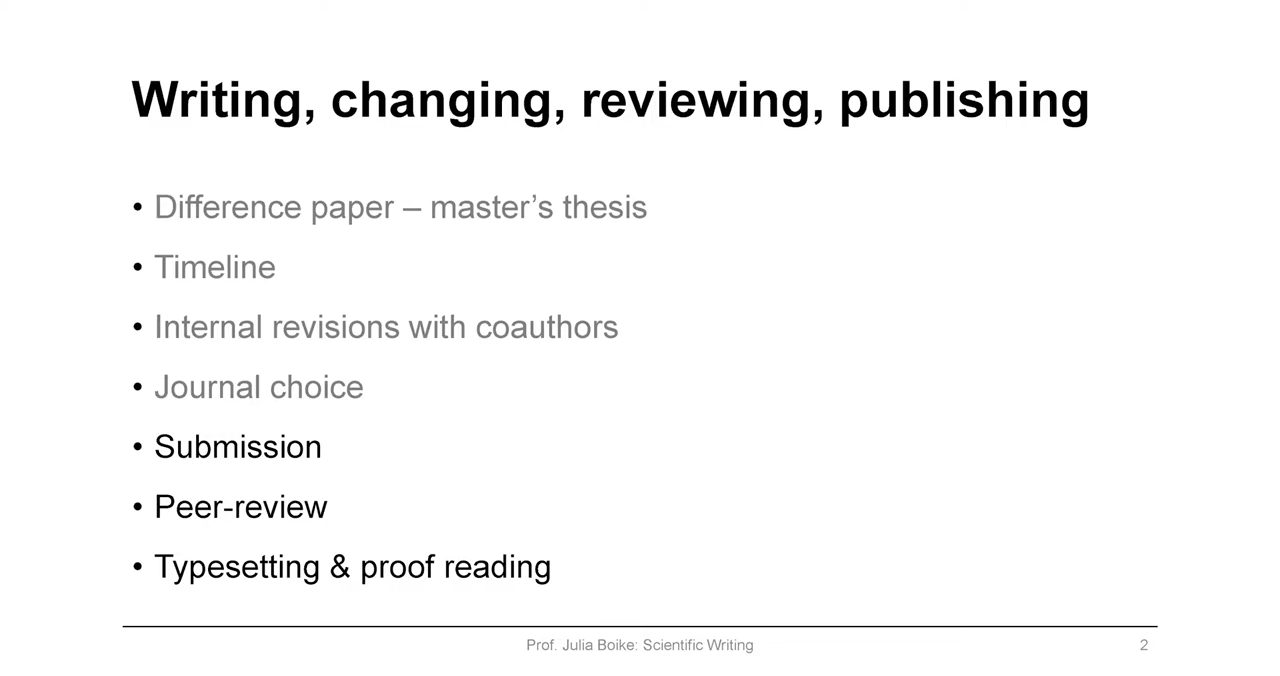 Writing, changing, reviewing, publishing
• Difference paper – master’s thesis
• Timeline
• Internal revisions with coauthors
• Journal choice
• Submission
• Peer-review
• Typesetting & proof reading
Prof. Julia Boike: Scientific Writing
2